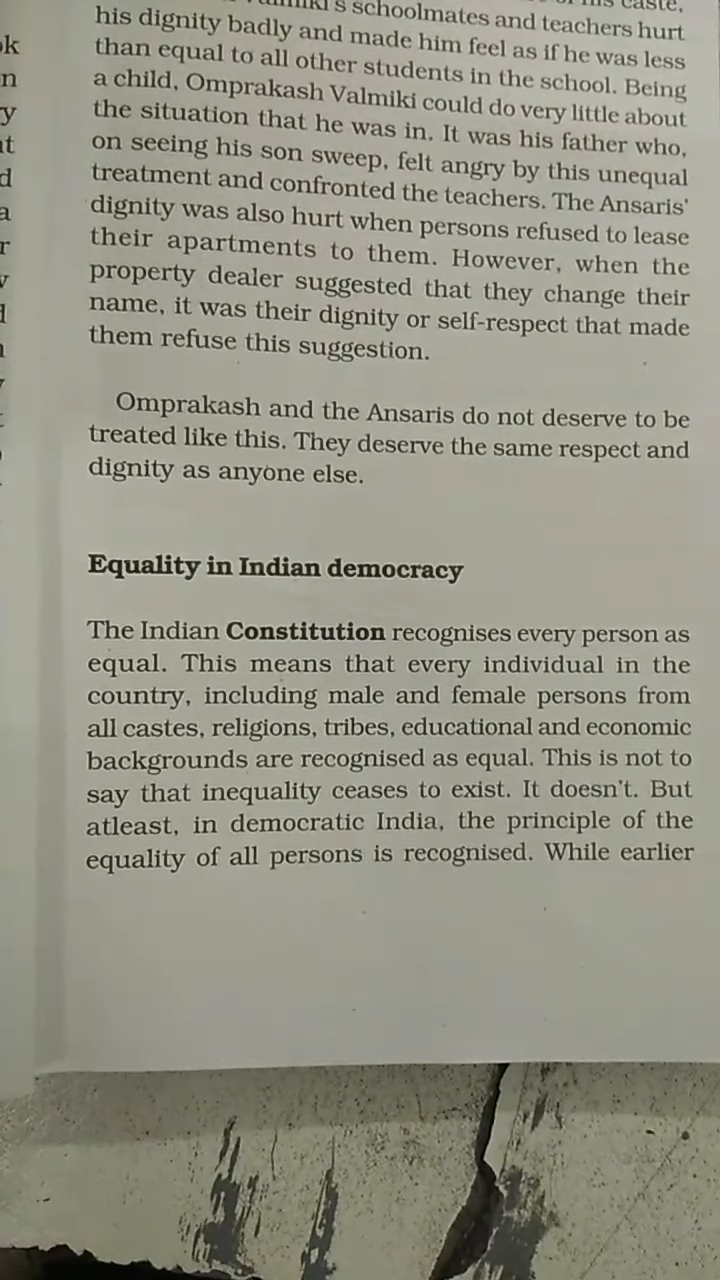 caste,
schoolmates and teachers hurt
his dignity badly and made him feel as if he was less
than equal to all other students in the school. Being
a child, Omprakash Valmiki could do very little about
the situation that he was in. It was his father who,
on seeing his son sweep, felt angry by this unequal
treatment and confronted the teachers. The Ansaris'
dignity was also hurt when persons refused to lease
their apartments to them. However, when the
property dealer suggested that they change their
name, it was their dignity or self-respect that made
them refuse this suggestion.
Omprakash and the Ansaris do not deserve to be
treated like this. They deserve the same respect and
dignity as anyone else.
Equality in Indian democracy
The Indian Constitution recognises every person as
equal. This means that every individual in the
country, including male and female persons from
all castes, religions, tribes, educational and economic
backgrounds are recognised as equal. This is not to
say that inequality ceases to exist. It doesn't. But
atleast, in democratic India, the principle of the
equality of all persons is recognised. While earlier